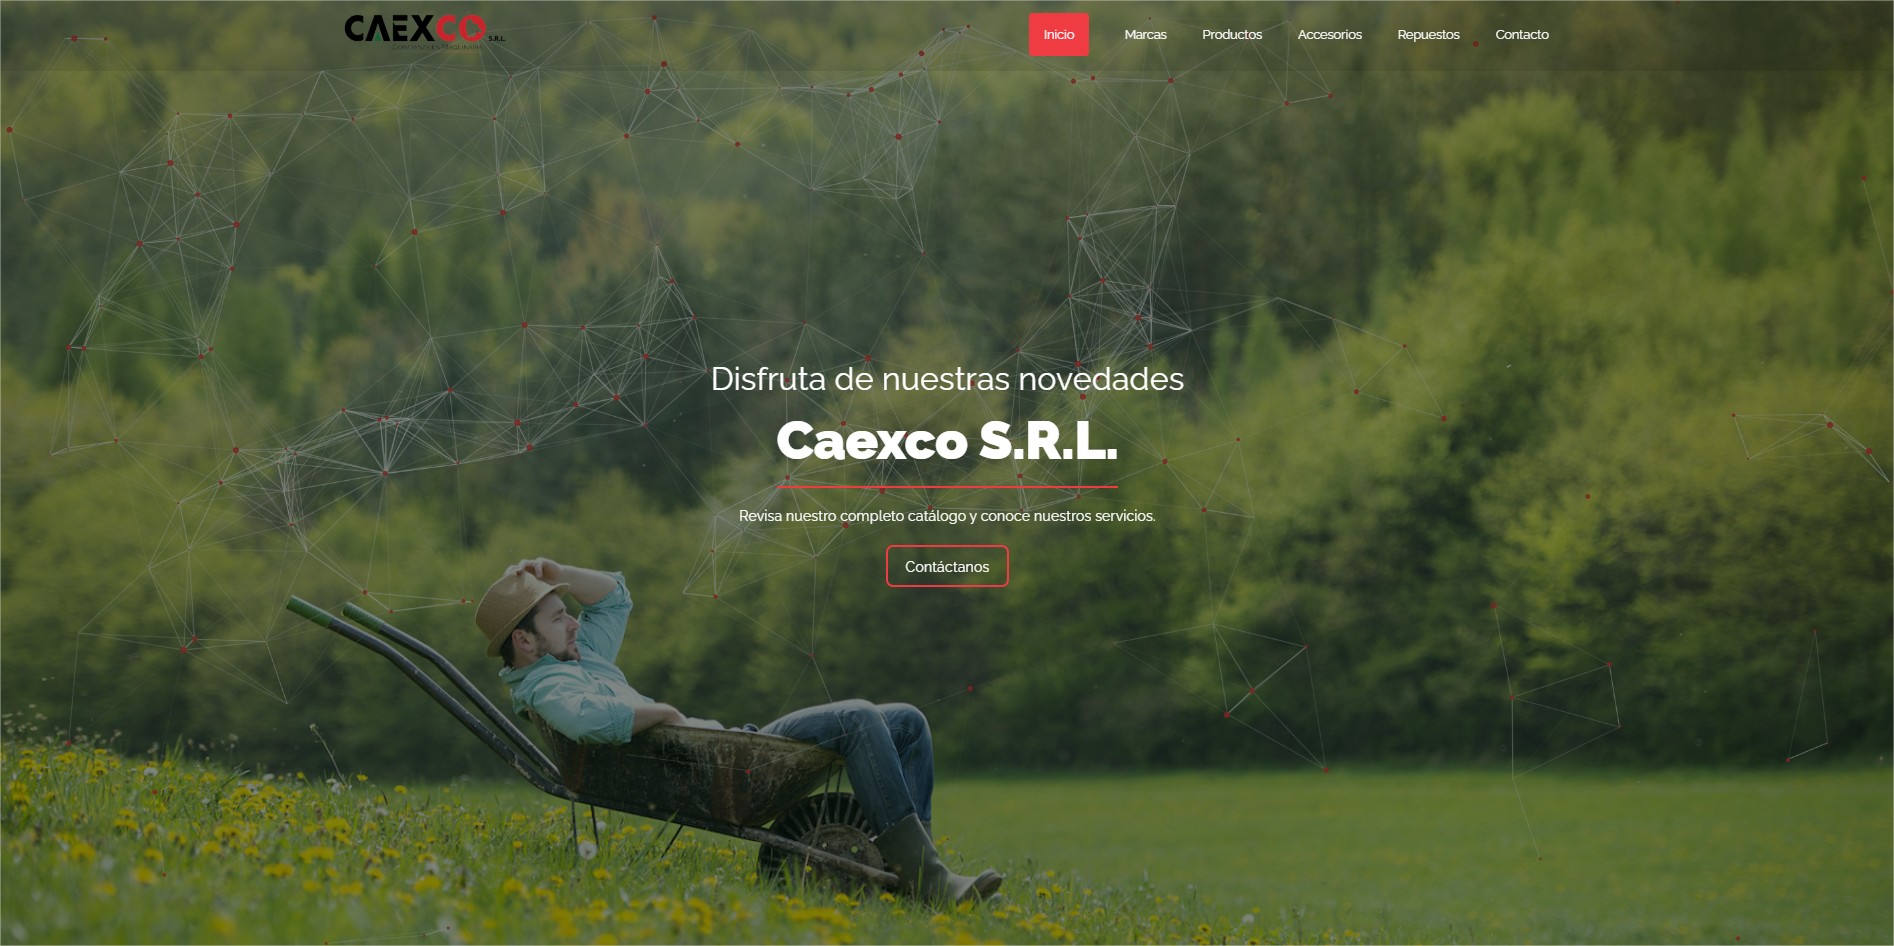 CAEXCO S.R.L.
Inicio Marcas Productos Accesorios Repuestos Contacto
Disfruta de nuestras novedades
Caexco S.R.L.
Revisa nuestro completo catálogo y conoce nuestros servicios.
Contáctanos